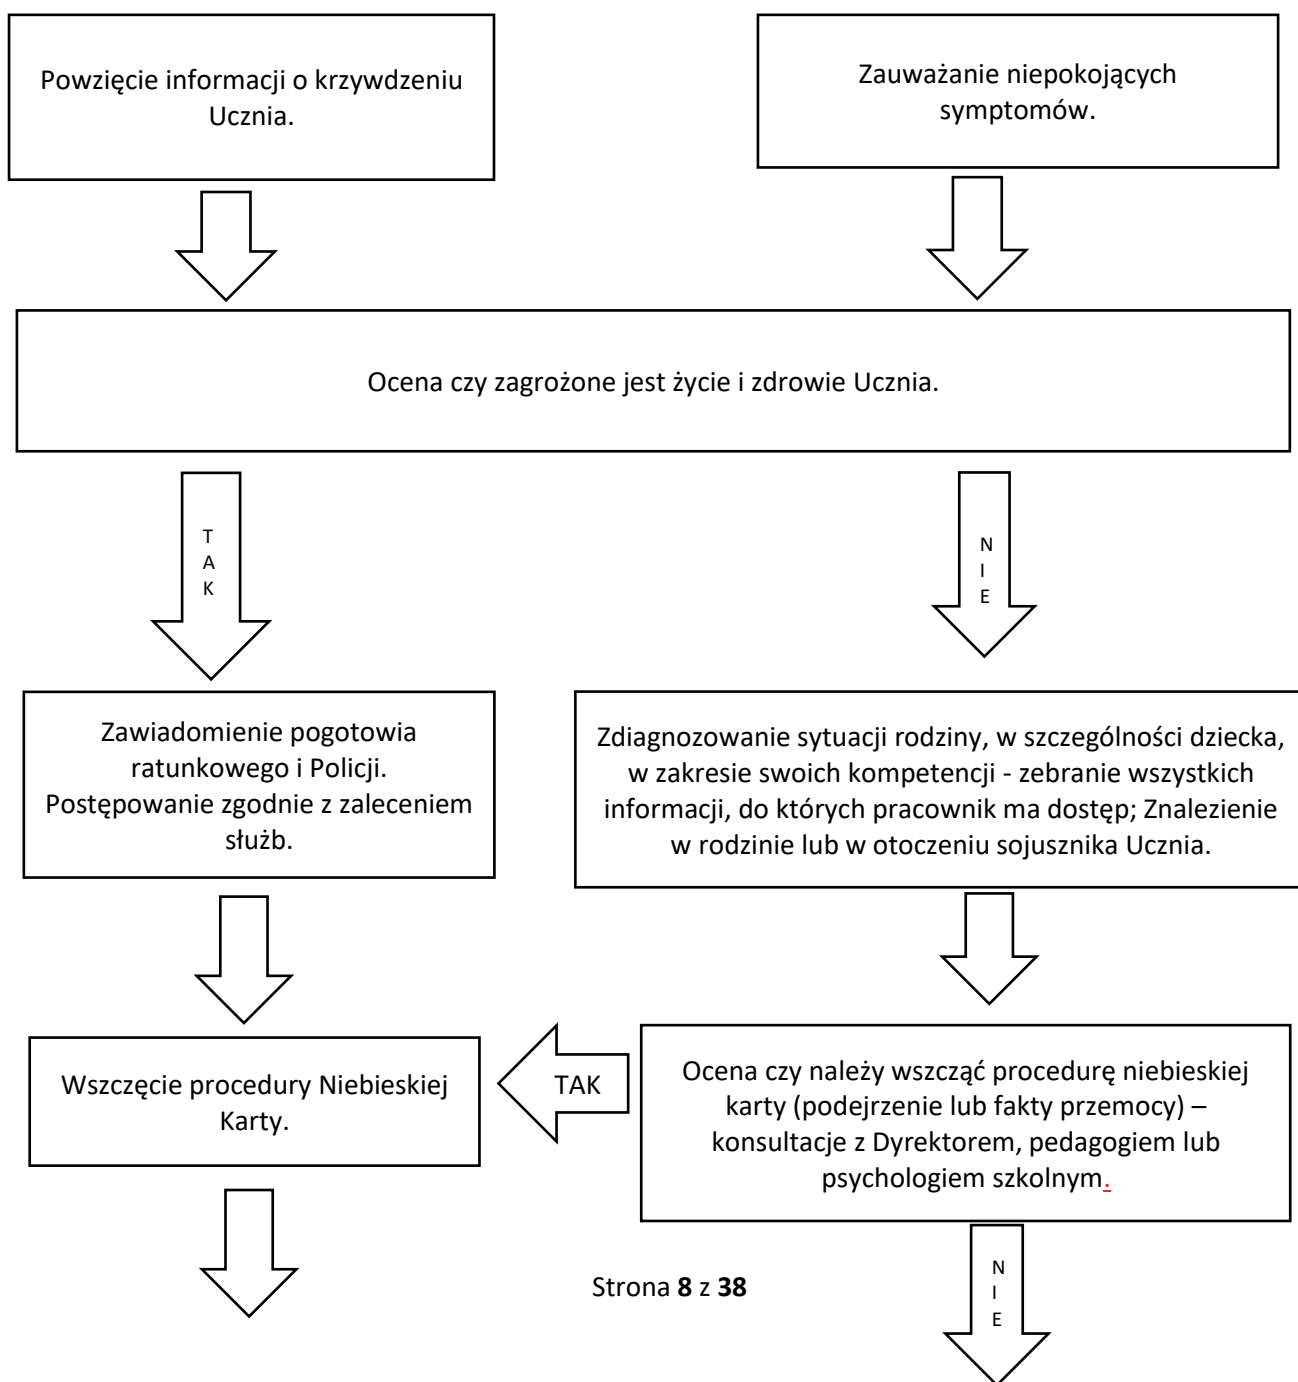 Powzięcie informacji o krzywdzeniu
Ucznia.
Zauważanie niepokojących
symptomów.
Ocena czy zagrożone jest życie i zdrowie Ucznia.
T
A
K
N
I
E
Zawiadomienie pogotowia
ratunkowego i Policji.
Postępowanie zgodnie z zaleceniem
służb.
Zdiagnozowanie sytuacji rodziny, w szczególności dziecka,
w zakresie swoich kompetencji - zebranie wszystkich
informacji, do których pracownik ma dostęp; Znalezienie
w rodzinie lub w otoczeniu sojusznika Ucznia.
Wszczęcie procedury Niebieskiej
Karty.
TAK
Ocena czy należy wszcząć procedurę niebieskiej
karty (podejrzenie lub fakty przemocy) –
konsultacje z Dyrektorem, pedagogiem lub
psychologiem szkolnym.
N
I
E
Strona 8 z 38